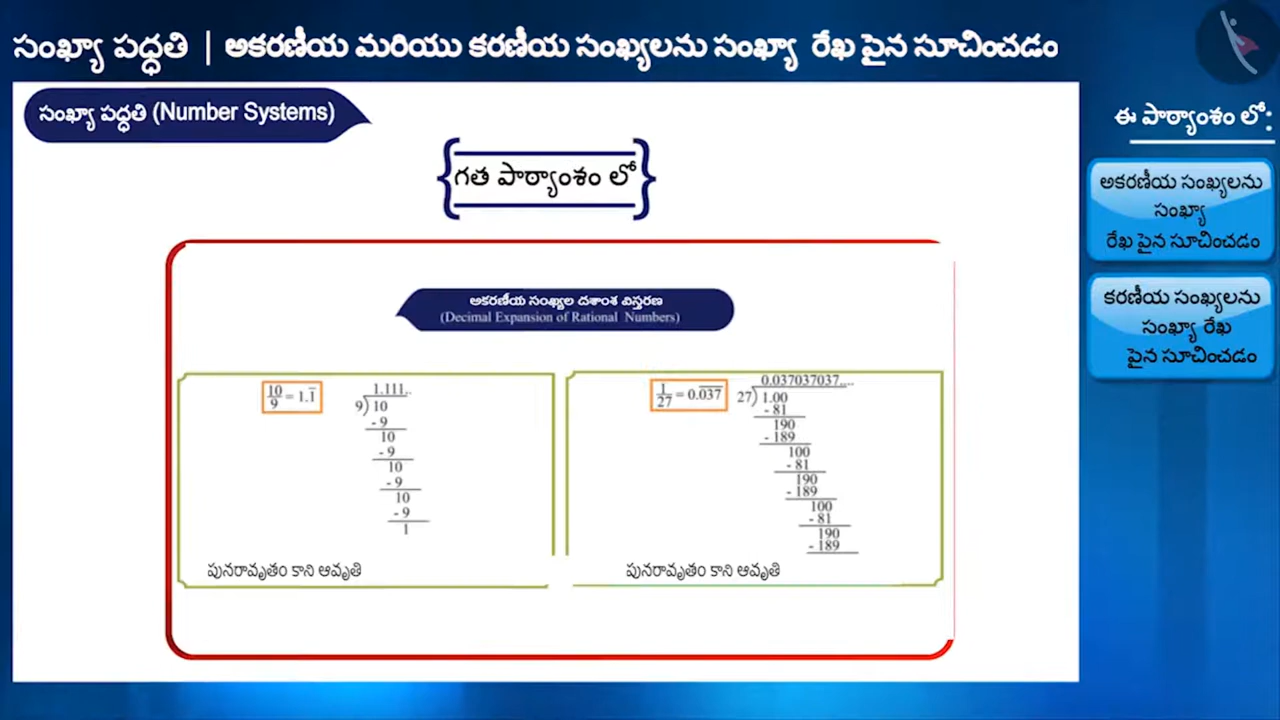 సంఖ్యా పద్ధతి | అకరణీయ మరియు కరణీయ సంఖ్యలను సంఖ్యా రేఖ పైన సూచించడం
సంఖ్యా పద్ధతి (Number Systems)
{గత పాఠ్యాంశం లో}
అకరణీయ సంఖ్యల దశాంశ విస్తరణ
(Decimal Expansion of Rational Numbers)
10/9 = 1.1̅
1.111..
9) 10
- 9
10
- 9
10
- 9
10
- 9
1
పునరావృతం కాని ఆవృతి
1/27 = 0.0̅3̅7̅
0.037037037....
27) 1.00
- 81
190
- 189
100
- 81
190
- 189
100
- 81
190
- 189
పునరావృతం కాని ఆవృతి
ఈ పాఠ్యాంశం లో:
అకరణీయ సంఖ్యలను
సంఖ్యా
రేఖ పైన సూచించడం
కరణీయ సంఖ్యలను
సంఖ్యా రేఖ
పైన సూచించడం